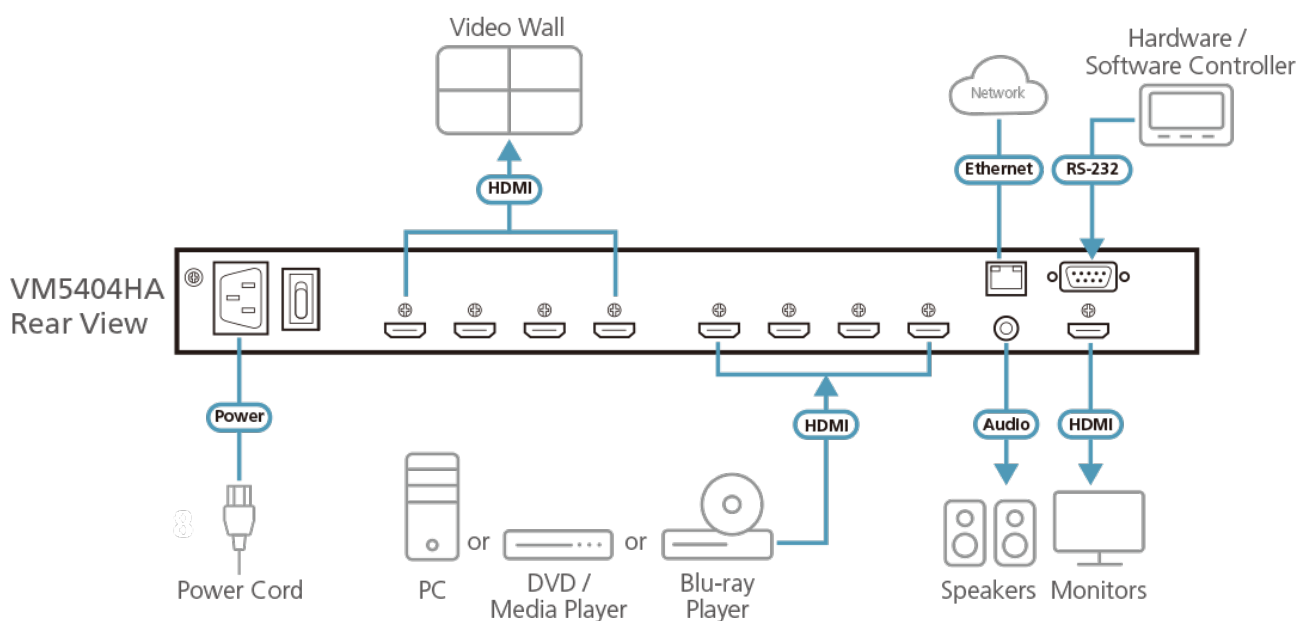 Video Wall
Hardware /
Software Controller
Network
Ethernet
RS-232
HDMI
VM5404HA
Rear View
Power
HDMI
Audio
HDMI
8
or
or
Power Cord
PC
DVD /
Media Player
Blu-ray
Player
Speakers
Monitors